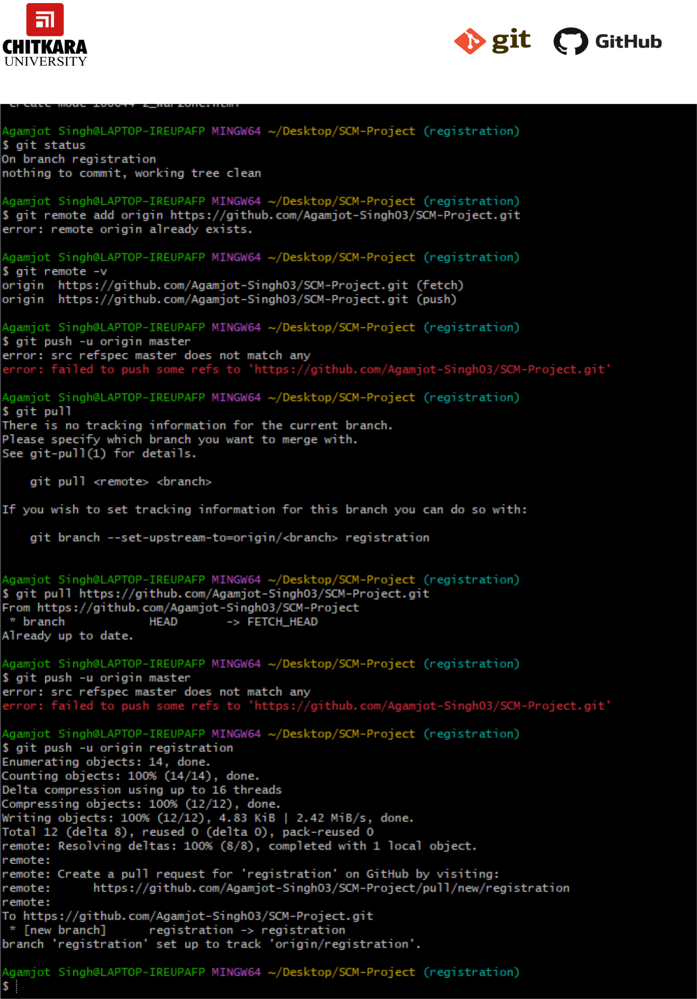 CHITKARA
UNIVERSITY
git
GitHub
create mode 100644 2_warzone.html
Agamjot Singh@LAPTOP-IREUPAFP MINGW64 ~/Desktop/SCM-Project (registration)
$ git status
On branch registration
nothing to commit, working tree clean
Agamjot Singh@LAPTOP-IREUPAFP MINGW64 ~/Desktop/SCM-Project (registration)
$ git remote add origin https://github.com/Agamjot-Singh03/SCM-Project.git
error: remote origin already exists.
Agamjot Singh@LAPTOP-IREUPAFP MINGW64 ~/Desktop/SCM-Project (registration)
$ git remote -v
origin  https://github.com/Agamjot-Singh03/SCM-Project.git (fetch)
origin  https://github.com/Agamjot-Singh03/SCM-Project.git (push)
Agamjot Singh@LAPTOP-IREUPAFP MINGW64 ~/Desktop/SCM-Project (registration)
$ git push -u origin master
error: src refspec master does not match any
error: failed to push some refs to 'https://github.com/Agamjot-Singh03/SCM-Project.git'
Agamjot Singh@LAPTOP-IREUPAFP MINGW64 ~/Desktop/SCM-Project (registration)
$ git pull
There is no tracking information for the current branch.
Please specify which branch you want to merge with.
See git-pull(1) for details.
git pull <remote> <branch>
If you wish to set tracking information for this branch you can do so with:
git branch --set-upstream-to=origin/<branch> registration
Agamjot Singh@LAPTOP-IREUPAFP MINGW64 ~/Desktop/SCM-Project (registration)
$ git pull https://github.com/Agamjot-Singh03/SCM-Project.git
From https://github.com/Agamjot-Singh03/SCM-Project
* branch            HEAD       -> FETCH_HEAD
Already up to date.
Agamjot Singh@LAPTOP-IREUPAFP MINGW64 ~/Desktop/SCM-Project (registration)
$ git push -u origin master
error: src refspec master does not match any
error: failed to push some refs to 'https://github.com/Agamjot-Singh03/SCM-Project.git'
Agamjot Singh@LAPTOP-IREUPAFP MINGW64 ~/Desktop/SCM-Project (registration)
$ git push -u origin registration
Enumerating objects: 14, done.
Counting objects: 100% (14/14), done.
Delta compression using up to 16 threads
Compressing objects: 100% (12/12), done.
Writing objects: 100% (12/12), 4.83 KiB | 2.42 MiB/s, done.
Total 12 (delta 8), reused 0 (delta 0), pack-reused 0
remote: Resolving deltas: 100% (8/8), completed with 1 local object.
remote:
remote: Create a pull request for 'registration' on GitHub by visiting:
remote:      https://github.com/Agamjot-Singh03/SCM-Project/pull/new/registration
remote:
To https://github.com/Agamjot-Singh03/SCM-Project.git
* [new branch]      registration -> registration
branch 'registration' set up to track 'origin/registration'.
Agamjot Singh@LAPTOP-IREUPAFP MINGW64 ~/Desktop/SCM-Project (registration)
$